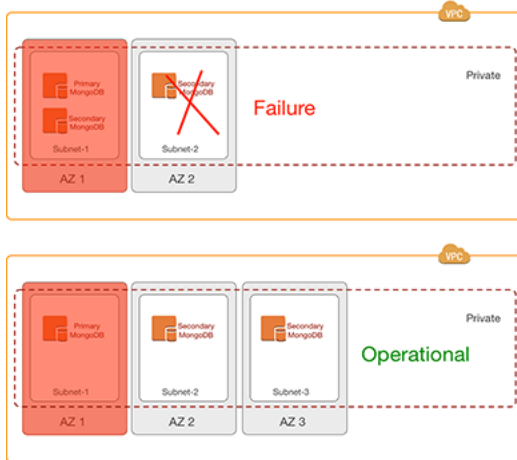 VPC
Private
Primary
MongoDB
Secondary
MongoDB
Subnet-1
AZ 1
Secondary
MongoDB
Subnet-2
AZ 2
Failure
VPC
Private
Primary
MongoDB
Subnet-1
AZ 1
Secondary
MongoDB
Subnet-2
AZ 2
Secondary
MongoDB
Subnet-3
AZ 3
Operational